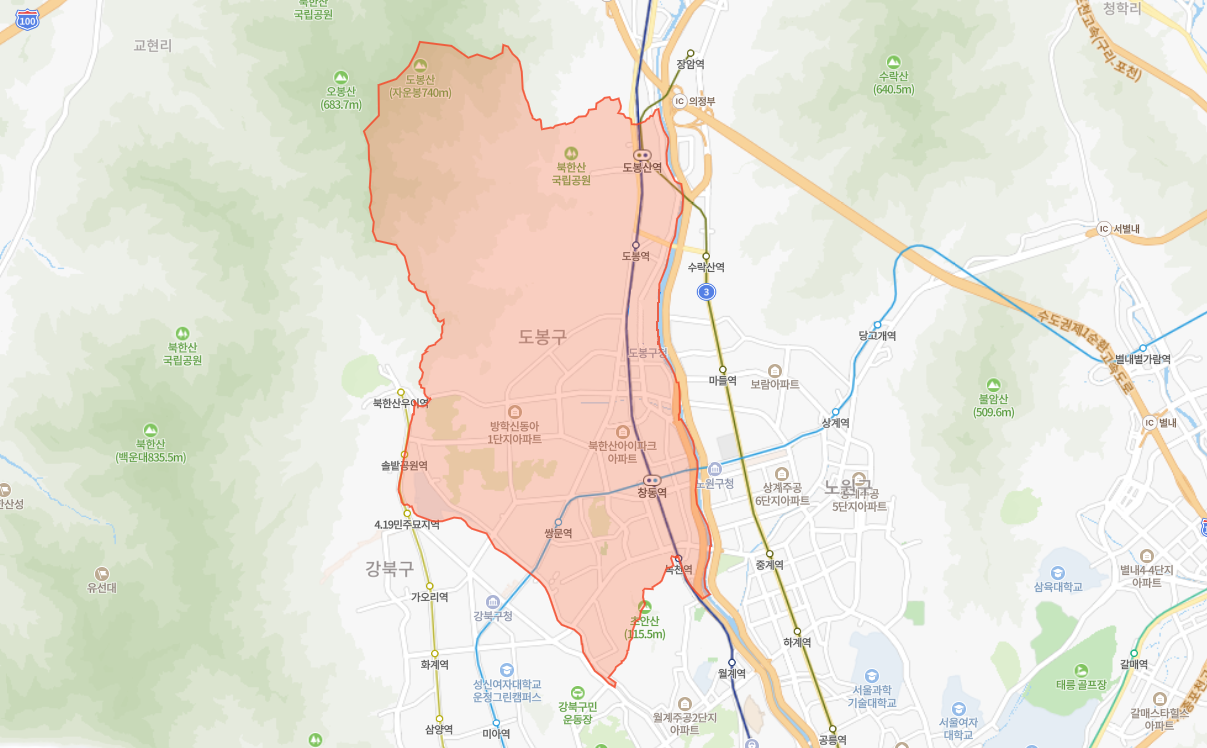 북한산
국립공원
100
교현리
청학리
천고속(구리-포천)
장암역
오봉산
(683.7m)
도봉산
(자운봉740m)
수락산
(640.5m)
IC 의정부
북한산
국립공원
도봉산역
도봉역
수락산역
3
IC 서별내
북한산
국립공원
도봉구
도봉구청
당고개역
수도권제1순환고속도로
별내별가람역
마들역
보람아파트
불암산
(509.6m)
북한산우이역
방학신동아
1단지아파트
북한산아이파크
아파트
상계역
IC 별내
북한산
(백운대835.5m)
솔밭공원역
노원구청
상계주공
6단지아파트
노원구
5단지아파트
한산성
창동역
4.19민주묘지역
쌍문역
강북구
녹천역
중계역
유선대
가오리역
삼육대학교
별내4-4단지
아파트
강북구청
초안산
(115.5m)
하계역
화계역
월계역
갈매역
성신여자대학교
운정그린캠퍼스
서울과학
기술대학교
태릉 골프장
강북구민
운동장
월계주공2단지
아파트
서울여자
대학교
갈매스타힐스
아파트
삼양역
미아역
공릉역